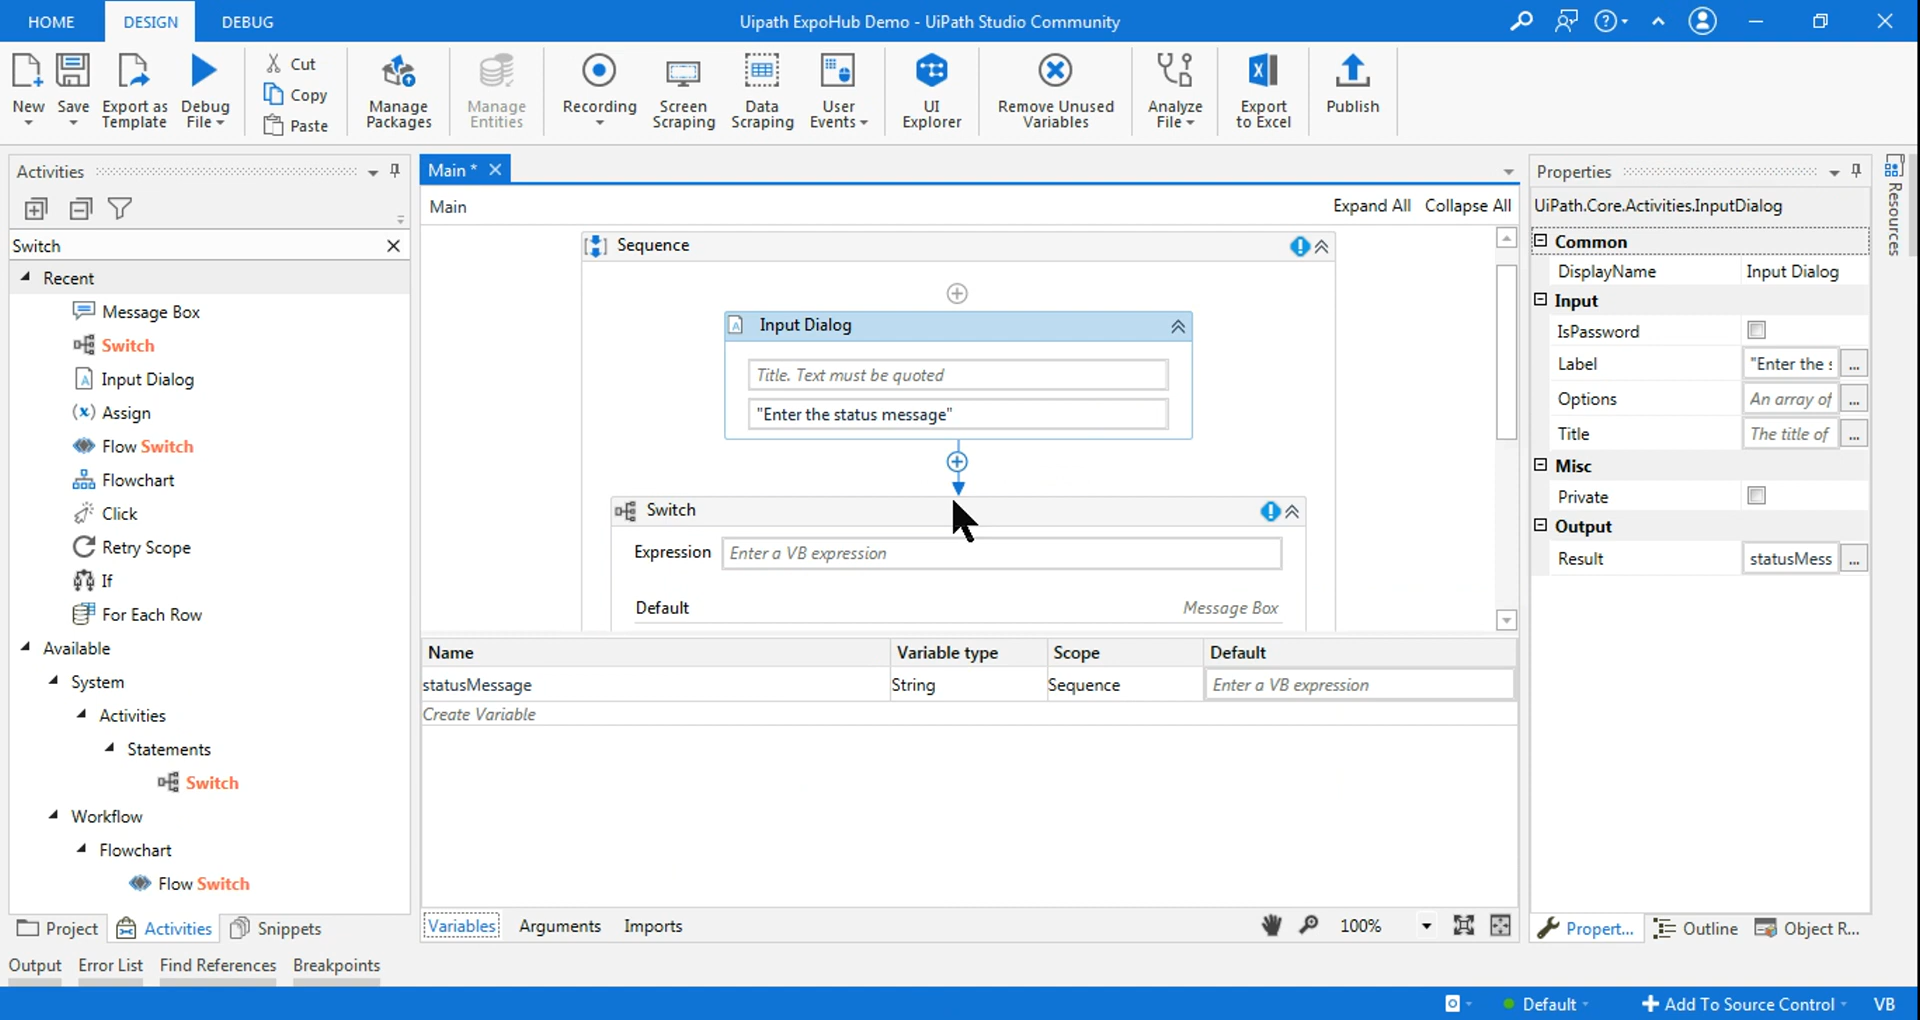 HOME DESIGN DEBUG Uipath ExpoHub Demo - UiPath Studio Community
New Save Export as Template Debug File
Cut
Copy
Paste
Manage Packages
Manage Entities
Recording
Screen Scraping
Data Scraping
User Events
UI Explorer
Remove Unused Variables
Analyze File
Export to Excel
Publish
Activities
Switch
Recent
Message Box
Switch
Input Dialog
Assign
Flow Switch
Flowchart
Click
Retry Scope
If
For Each Row
Available
System
Activities
Statements
Switch
Workflow
Flowchart
Flow Switch
Project Activities Snippets
Main *
Main Expand All Collapse All
Sequence
Input Dialog
Title. Text must be quoted
"Enter the status message"
Switch
Expression Enter a VB expression
Default Message Box
Name Variable type Scope Default
statusMessage String Sequence Enter a VB expression
Create Variable
Variables Arguments Imports 100%
Properties
UiPath.Core.Activities.InputDialog
Common
DisplayName Input Dialog
Input
IsPassword
Label "Enter the s ...
Options An array of ...
Title The title of ...
Misc
Private
Output
Result statusMess ...
Propert... Outline Object R...
Resources
Output Error List Find References Breakpoints
Default Add To Source Control VB